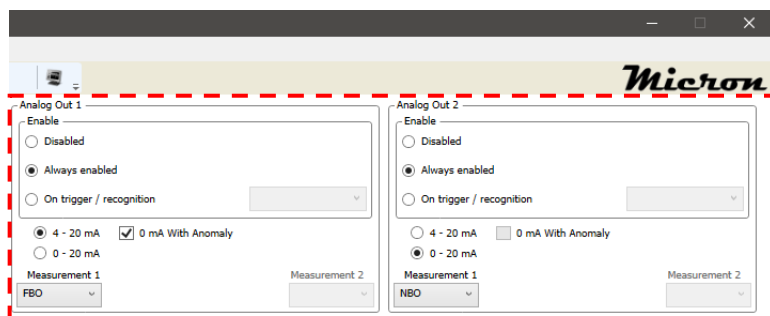 Micron
Analog Out 1
Enable
Disabled
Always enabled
On trigger / recognition
4 - 20 mA
0 mA With Anomaly
0 - 20 mA
Measurement 1
Measurement 2
FBO
Analog Out 2
Enable
Disabled
Always enabled
On trigger / recognition
4 - 20 mA
0 mA With Anomaly
0 - 20 mA
Measurement 1
Measurement 2
NBO